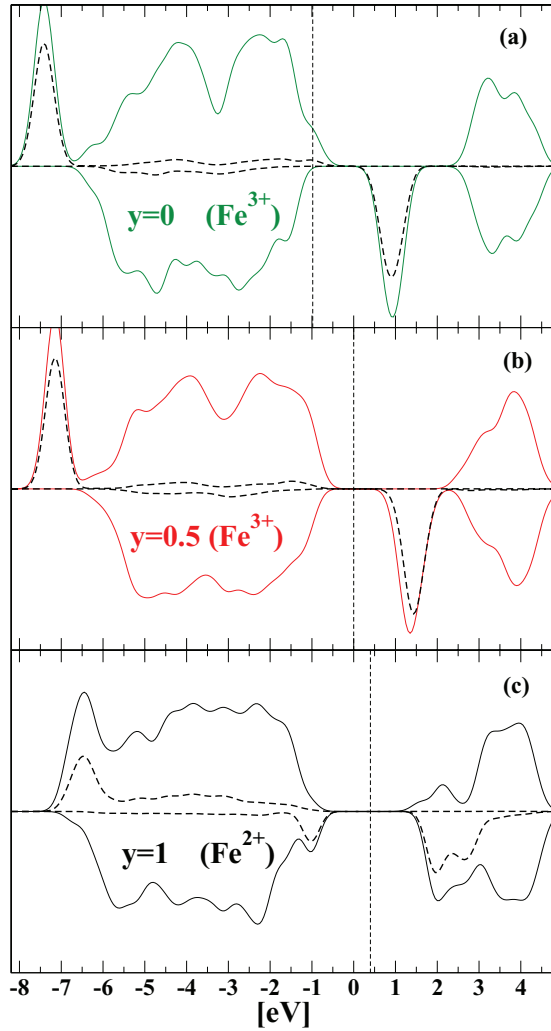 (a)
y=0 (Fe³⁺)
(b)
y=0.5 (Fe³⁺)
(c)
y=1 (Fe²⁺)
-8 -7 -6 -5 -4 -3 -2 -1 0 1 2 3 4
[eV]